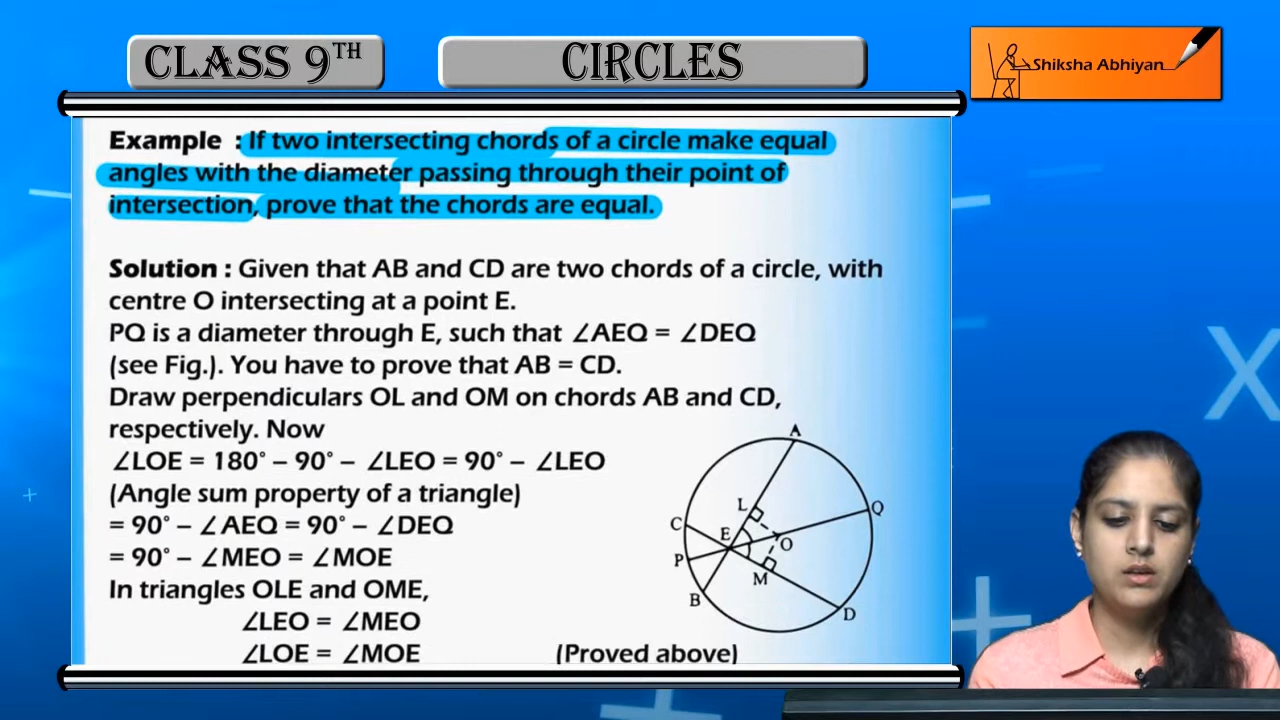 CLASS 9TH
CIRCLES
Shiksha Abhiyan
Example : If two intersecting chords of a circle make equal
angles with the diameter passing through their point of
intersection, prove that the chords are equal.
Solution : Given that AB and CD are two chords of a circle, with
centre O intersecting at a point E.
PQ is a diameter through E, such that ∠AEQ = ∠DEQ
(see Fig.). You have to prove that AB = CD.
Draw perpendiculars OL and OM on chords AB and CD,
respectively. Now
∠LOE = 180° – 90° – ∠LEO = 90° – ∠LEO
(Angle sum property of a triangle)
= 90° – ∠AEQ = 90° – ∠DEQ
= 90° – ∠MEO = ∠MOE
In triangles OLE and OME,
∠LEO = ∠MEO
∠LOE = ∠MOE (Proved above)
A
L
Q
C
E
O
P
M
B
D